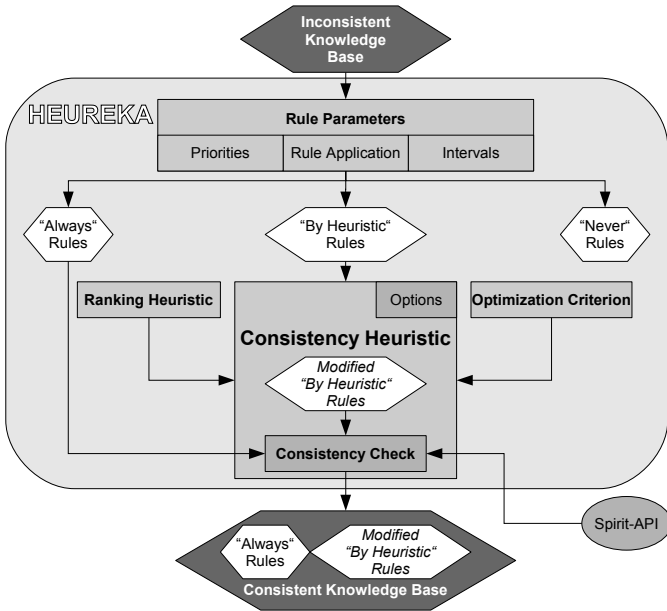 Inconsistent
Knowledge
Base
HEUREKA
Rule Parameters
Priorities
Rule Application
Intervals
“Always“
Rules
“By Heuristic“
Rules
“Never“
Rules
Ranking Heuristic
Options
Optimization Criterion
Consistency Heuristic
Modified
“By Heuristic“
Rules
Consistency Check
Spirit-API
“Always“
Rules
Modified
“By Heuristic“
Rules
Consistent Knowledge Base